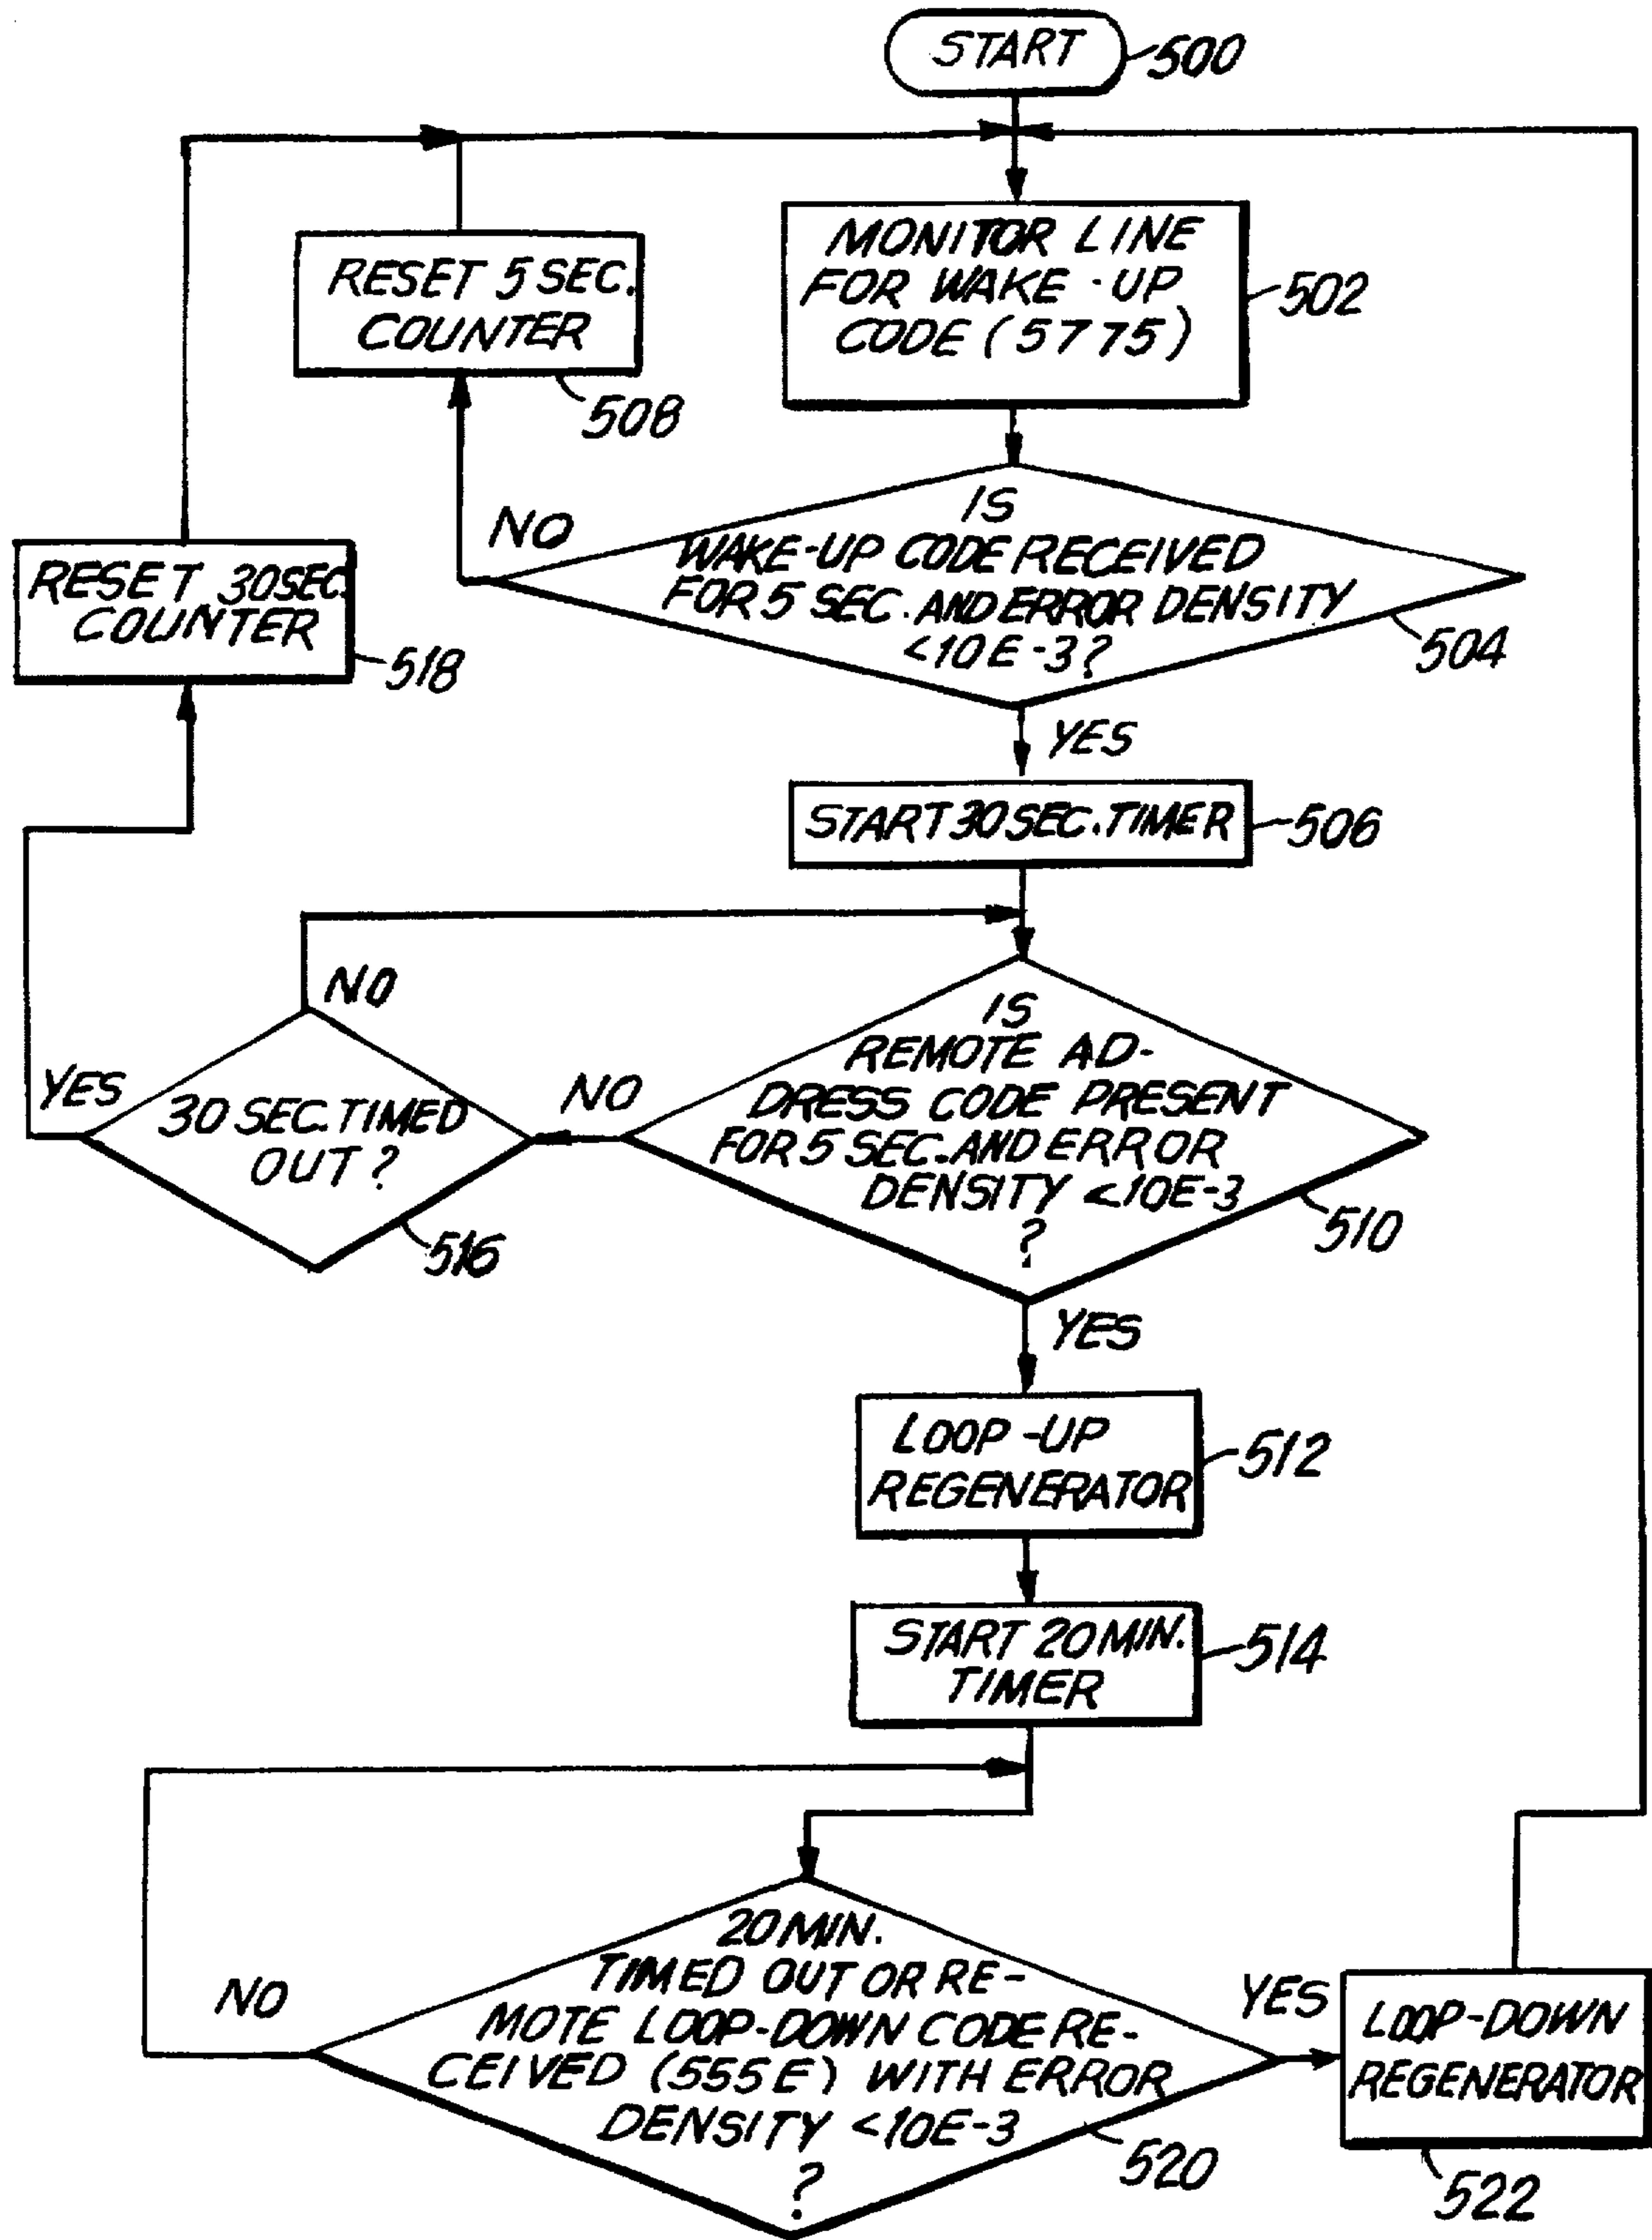 START
500
MONITOR LINE
FOR WAKE-UP
CODE (5775)
502
RESET 5 SEC.
COUNTER
508
IS
WAKE-UP CODE RECEIVED
FOR 5 SEC. AND ERROR DENSITY
<10E-3?
504
NO
YES
RESET 30 SEC.
COUNTER
518
START 30 SEC. TIMER
506
IS
REMOTE AD-
DRESS CODE PRESENT
FOR 5 SEC. AND ERROR
DENSITY <10E-3
?
510
NO
YES
30 SEC. TIMED
OUT?
516
NO
YES
LOOP-UP
REGENERATOR
512
START 20 MIN.
TIMER
514
20 MIN.
TIMED OUT OR RE-
MOTE LOOP-DOWN CODE RE-
CEIVED (555E) WITH ERROR
DENSITY <10E-3
?
520
NO
YES
LOOP-DOWN
REGENERATOR
522